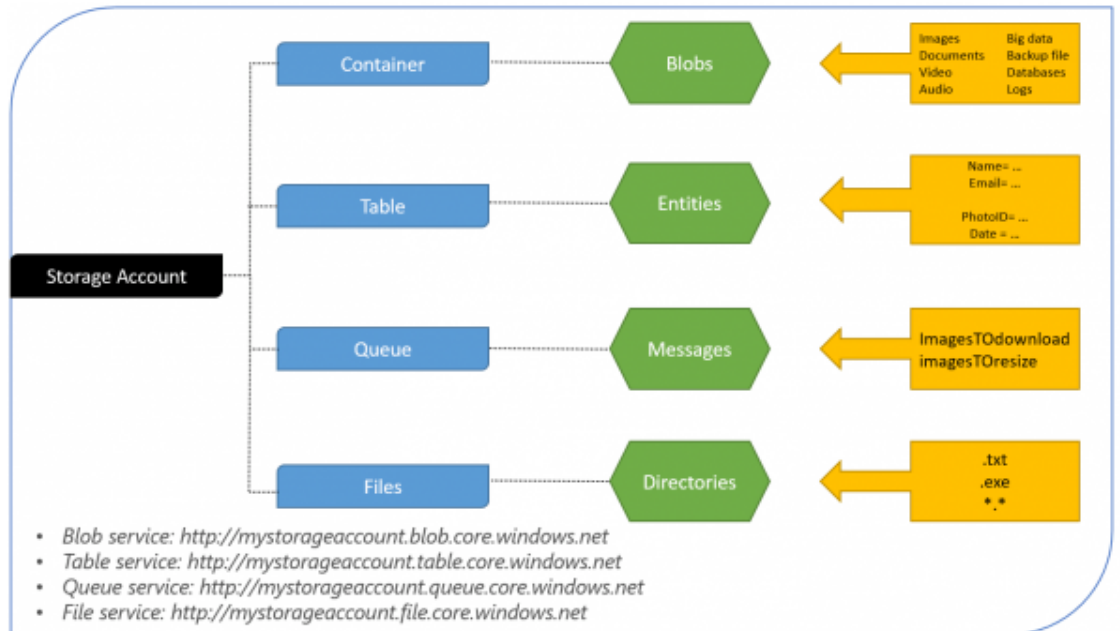 Container
Blobs
Images Big data
Documents Backup file
Video Databases
Audio Logs
Table
Entities
Name= ...
Email= ...
PhotoID= ...
Date = ...
Storage Account
Queue
Messages
ImagesTOdownload
imagesTOresize
Files
Directories
.txt
.exe
*.*
• Blob service: http://mystorageaccount.blob.core.windows.net
• Table service: http://mystorageaccount.table.core.windows.net
• Queue service: http://mystorageaccount.queue.core.windows.net
• File service: http://mystorageaccount.file.core.windows.net